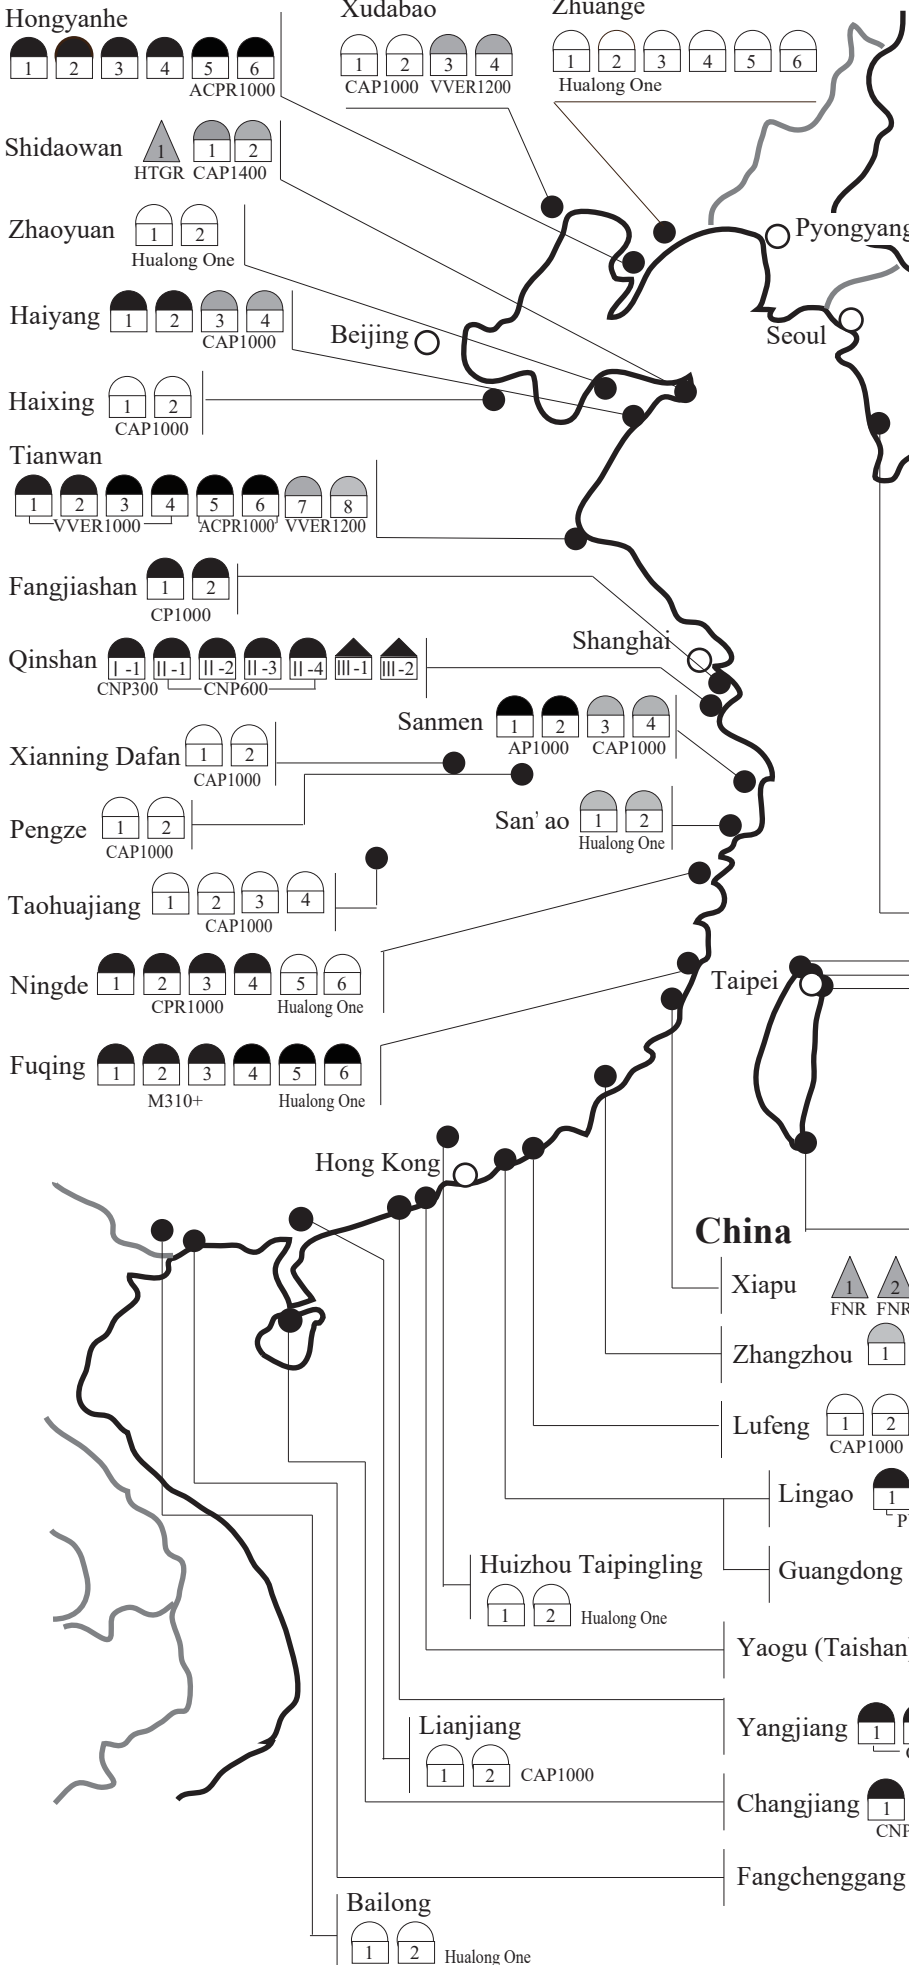 Hongyanhe
1 2 3 4 5 6
ACPR1000
Xudabao
1 2 3 4
CAP1000 VVER1200
Zhuange
1 2 3 4 5 6
Hualong One
Shidaowan
1 1 2
HTGR CAP1400
Zhaoyuan
1 2
Hualong One
Pyongyang
Haiyang
1 2 3 4
CAP1000
Beijing
Seoul
Haixing
1 2
CAP1000
Tianwan
1 2 3 4 5 6 7 8
VVER1000 ACPR1000 VVER1200
Fangjiashan
1 2
CP1000
Shanghai
Qinshan
I -1 II -1 II -2 II -3 II -4 III -1 III -2
CNP300 CNP600
Sanmen
1 2 3 4
AP1000 CAP1000
Xianning Dafan
1 2
CAP1000
San' ao
1 2
Hualong One
Pengze
1 2
CAP1000
Taohuajiang
1 2 3 4
CAP1000
Ningde
1 2 3 4 5 6
CPR1000 Hualong One
Taipei
Fuqing
1 2 3 4 5 6
M310+ Hualong One
Hong Kong
China
Xiapu
1 2
FNR FNR
Zhangzhou
1
Lufeng
1 2
CAP1000
Lingao
1
P
Huizhou Taipingling
1 2
Hualong One
Guangdong
Yaogu (Taishan)
Lianjiang
1 2
CAP1000
Yangjiang
1
Changjiang
1
CNP
Fangchenggang
Bailong
1 2
Hualong One